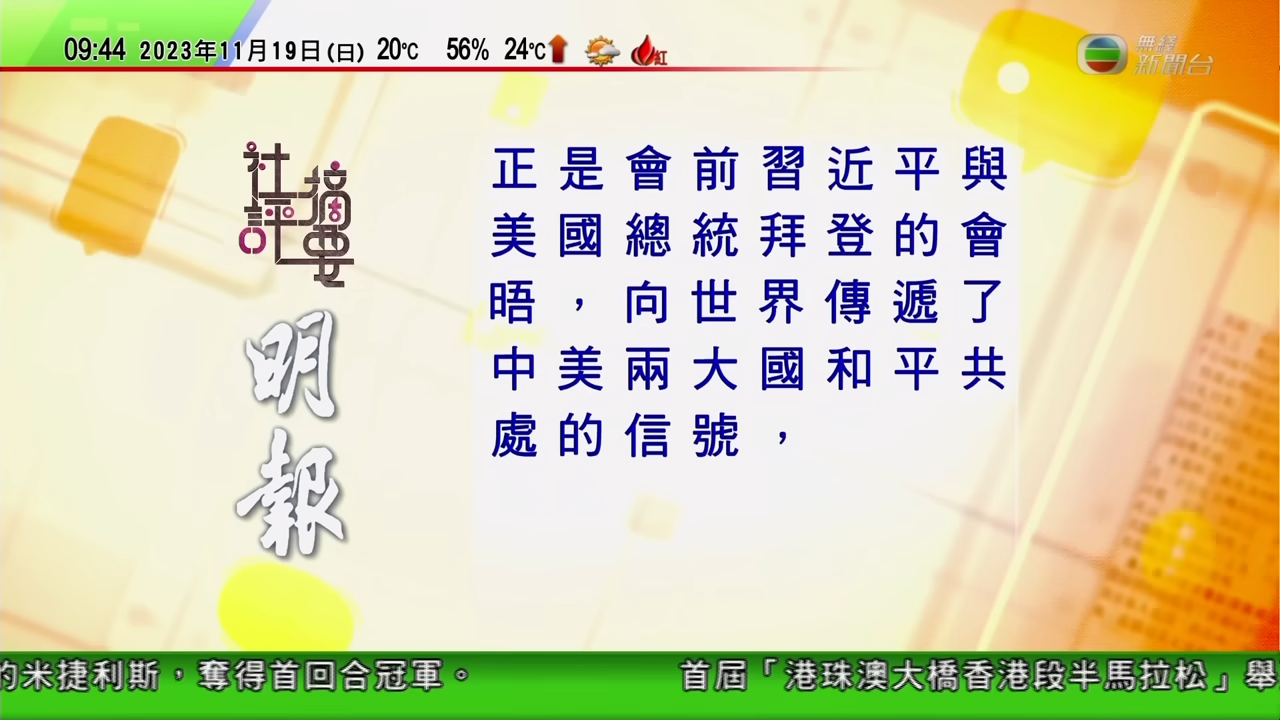 09:44 2023年11月19日(日) 20℃ 56% 24℃ 紅
無綫
新聞台
社評
摘要
明報
正是會前習近平與
美國總統拜登的會
晤，向世界傳遞了
中美兩大國和平共
處的信號，
的米捷利斯，奪得首回合冠軍。 首屆「港珠澳大橋香港段半馬拉松」舉